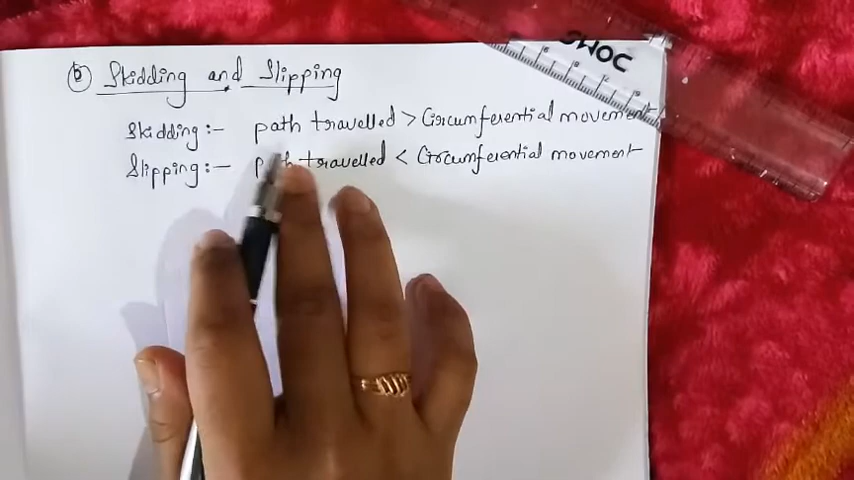 b Skidding and Slipping
Skidding :- path travelled > Circumferential movement
Slipping :- path travelled < Circumferential movement